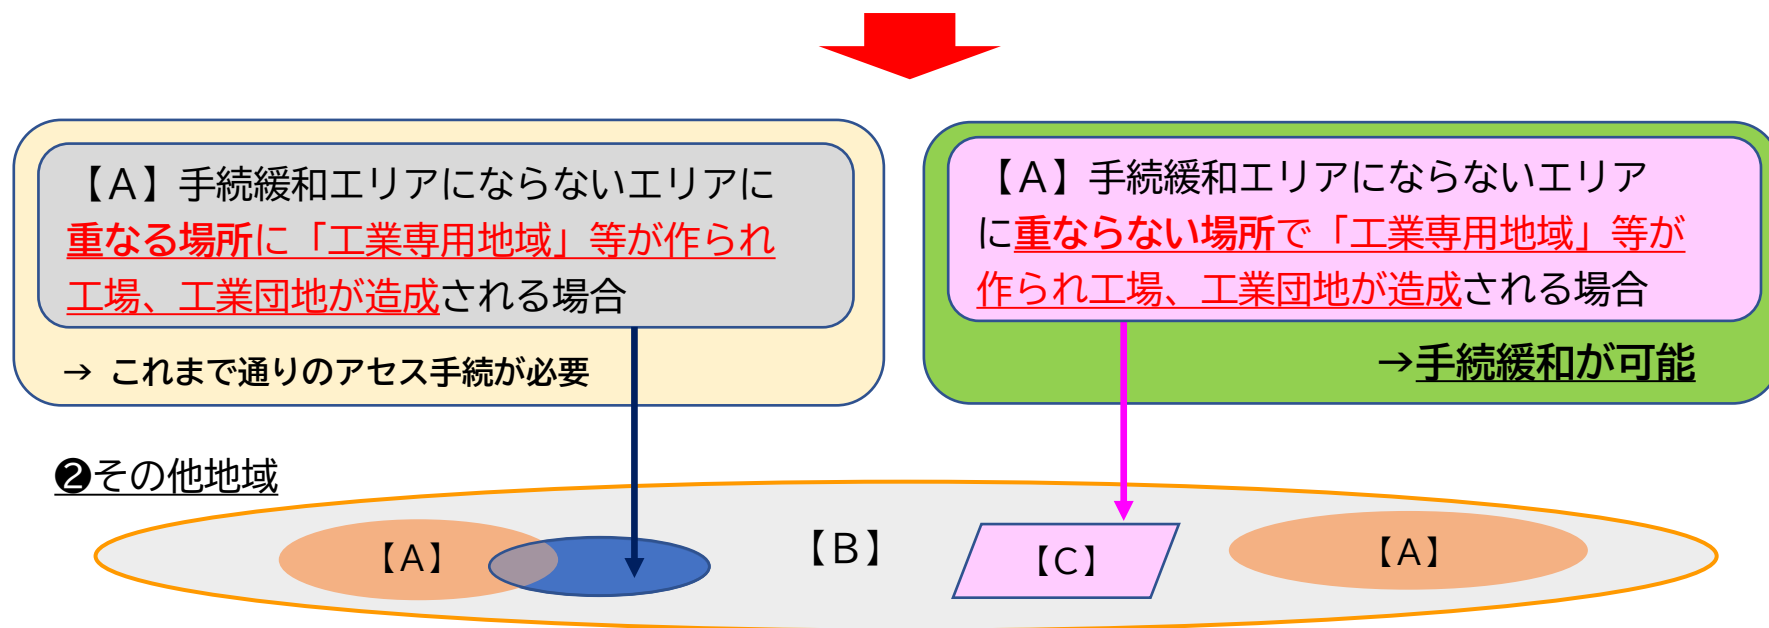 【A】手続緩和エリアにならないエリアに
重なる場所に「工業専用地域」等が作られ
工場、工業団地が造成される場合
→ これまで通りのアセス手続が必要
【A】手続緩和エリアにならないエリア
に重ならない場所で「工業専用地域」等が
作られ工場、工業団地が造成される場合
→手続緩和が可能
❷その他地域
【A】
【B】
【C】
【A】